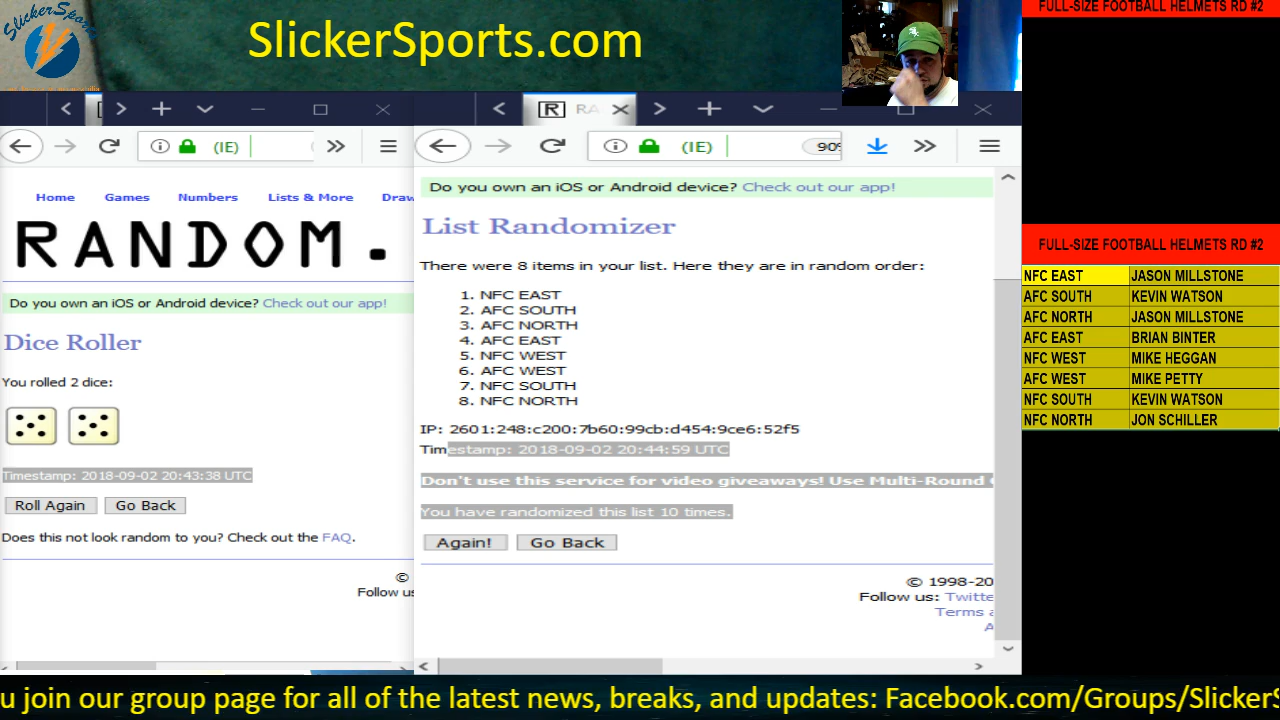 SlickerSports
SlickerSports.com
FULL-SIZE FOOTBALL HELMETS RD #2
(IE)
Home Games Numbers Lists & More Draw
RANDOM.
Do you own an iOS or Android device? Check out our app!
Dice Roller
You rolled 2 dice:
Timestamp: 2018-09-02 20:43:38 UTC
Roll Again Go Back
Does this not look random to you? Check out the FAQ.
©
Follow us
R RA
(IE) 90%
Do you own an iOS or Android device? Check out our app!
List Randomizer
There were 8 items in your list. Here they are in random order:
1. NFC EAST
2. AFC SOUTH
3. AFC NORTH
4. AFC EAST
5. NFC WEST
6. AFC WEST
7. NFC SOUTH
8. NFC NORTH
IP: 2601:248:c200:7b60:99cb:d454:9ce6:52f5
Timestamp: 2018-09-02 20:44:59 UTC
Don't use this service for video giveaways! Use Multi-Round
You have randomized this list 10 times.
Again! Go Back
© 1998-20
Follow us: Twitte
Terms a
A
FULL-SIZE FOOTBALL HELMETS RD #2
NFC EAST JASON MILLSTONE
AFC SOUTH KEVIN WATSON
AFC NORTH JASON MILLSTONE
AFC EAST BRIAN BINTER
NFC WEST MIKE HEGGAN
AFC WEST MIKE PETTY
NFC SOUTH KEVIN WATSON
NFC NORTH JON SCHILLER
u join our group page for all of the latest news, breaks, and updates: Facebook.com/Groups/SlickerS